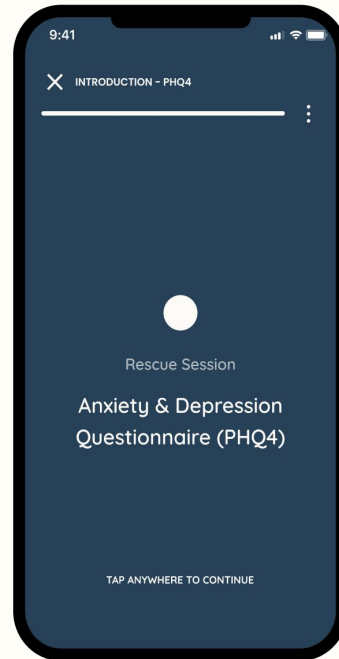 9:41
INTRODUCTION - PHQ4
Rescue Session
Anxiety & Depression
Questionnaire (PHQ4)
TAP ANYWHERE TO CONTINUE